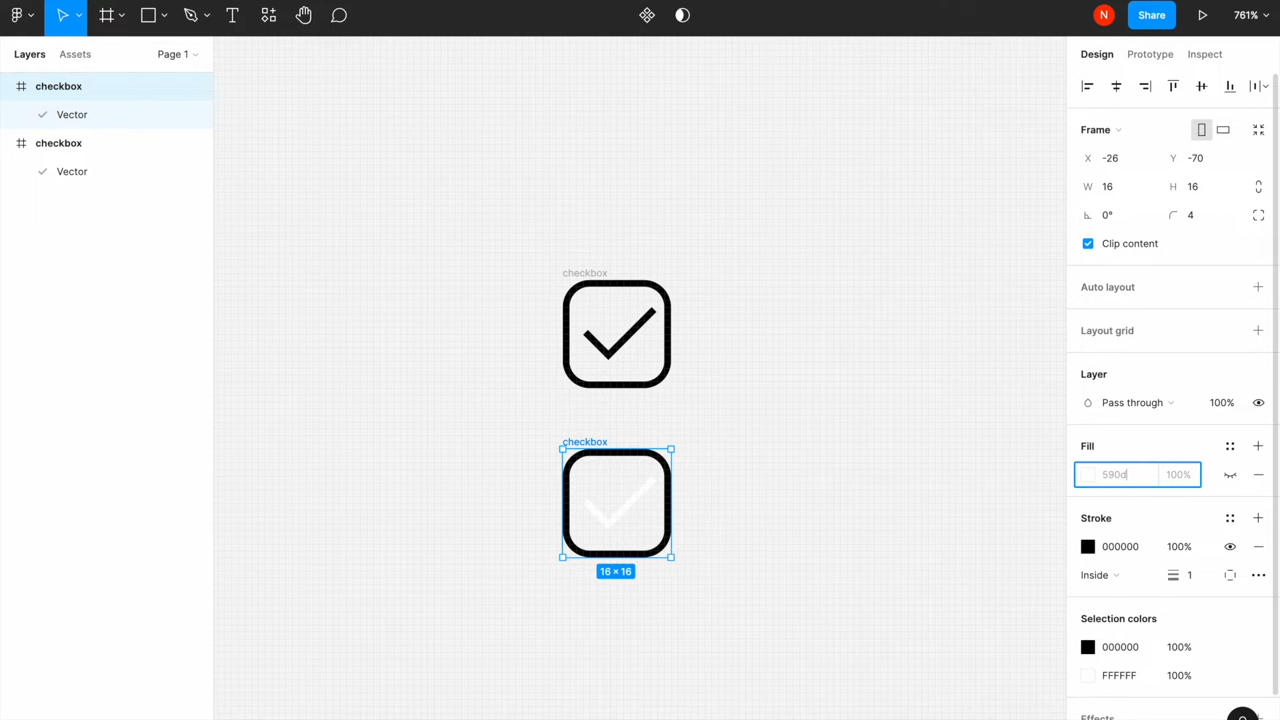 N
Share
761%
Layers Assets Page 1
checkbox
Vector
checkbox
Vector
checkbox
checkbox
16 × 16
Design Prototype Inspect
Frame
X -26 Y -70
W 16 H 16
0° 4
Clip content
Auto layout
Layout grid
Layer
Pass through 100%
Fill
590d 100%
Stroke
000000 100%
Inside 1
Selection colors
000000 100%
FFFFFF 100%
Effects